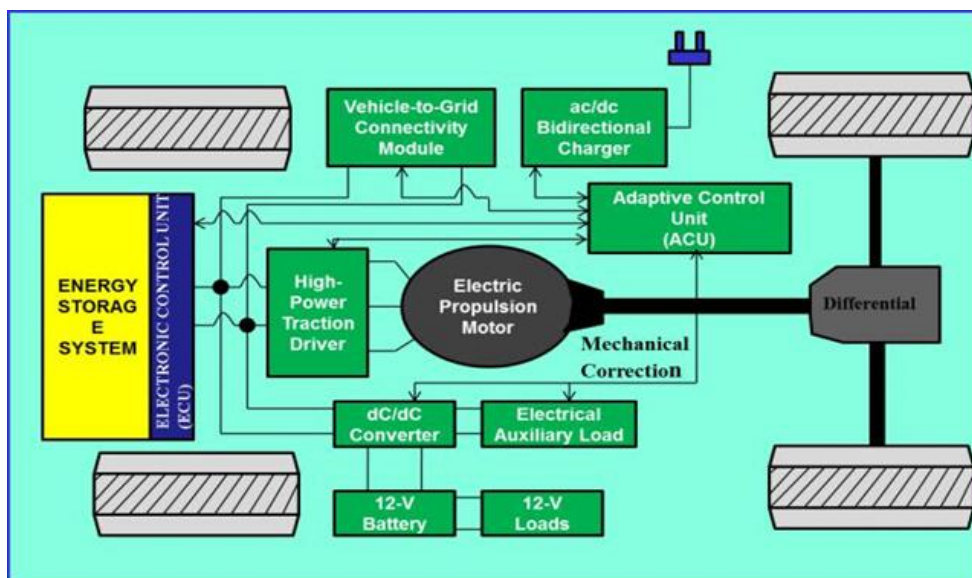 Vehicle-to-Grid
Connectivity
Module
ac/dc
Bidirectional
Charger
Adaptive Control
Unit
(ACU)
ENERGY
STORAG
E
SYSTEM
ELECTRONIC CONTROL UNIT
(ECU)
High-
Power
Traction
Driver
Electric
Propulsion
Motor
Differential
Mechanical
Correction
dC/dC
Converter
Electrical
Auxiliary Load
12-V
Battery
12-V
Loads